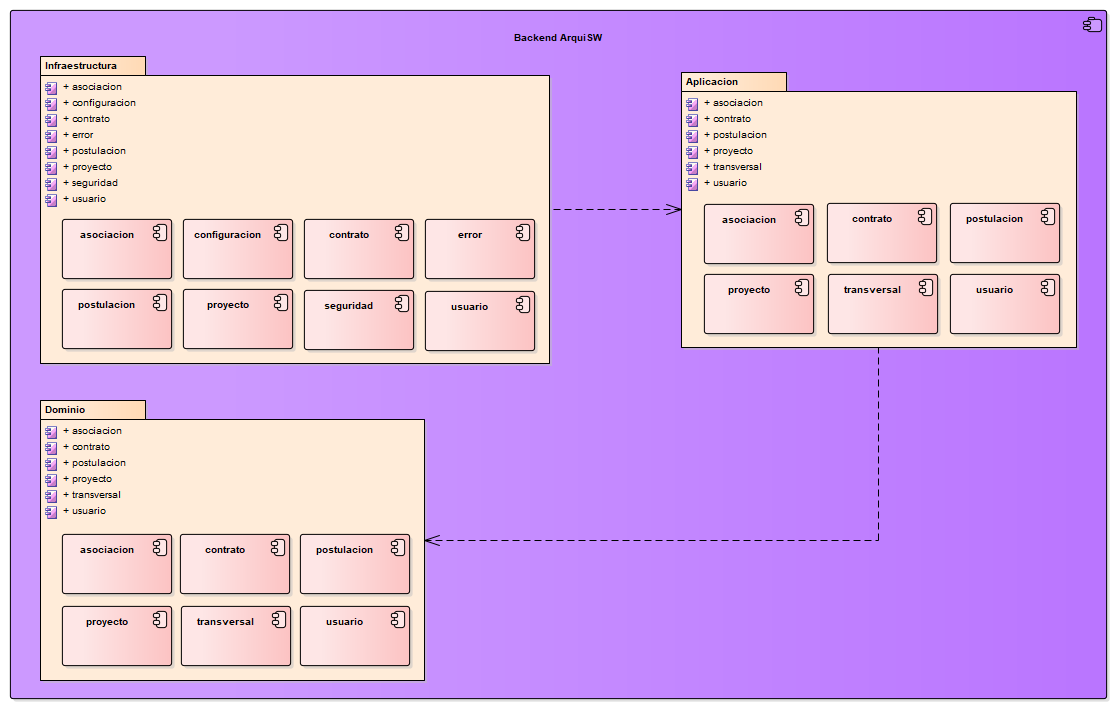 Backend ArquiSW
Infraestructura
+ asociacion
+ configuracion
+ contrato
+ error
+ postulacion
+ proyecto
+ seguridad
+ usuario
asociacion
configuracion
contrato
error
postulacion
proyecto
seguridad
usuario
Aplicacion
+ asociacion
+ contrato
+ postulacion
+ proyecto
+ transversal
+ usuario
asociacion
contrato
postulacion
proyecto
transversal
usuario
Dominio
+ asociacion
+ contrato
+ postulacion
+ proyecto
+ transversal
+ usuario
asociacion
contrato
postulacion
proyecto
transversal
usuario